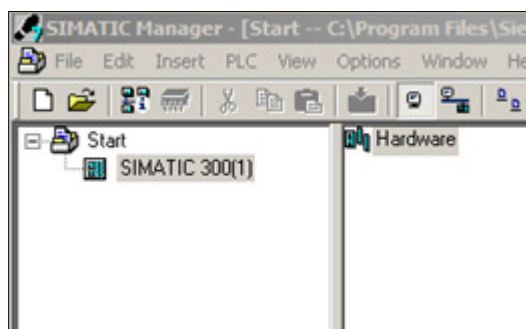 SIMATIC Manager - [Start -- C:\Program Files\Sie
File Edit Insert PLC View Options Window He
Start
SIMATIC 300(1)
Hardware